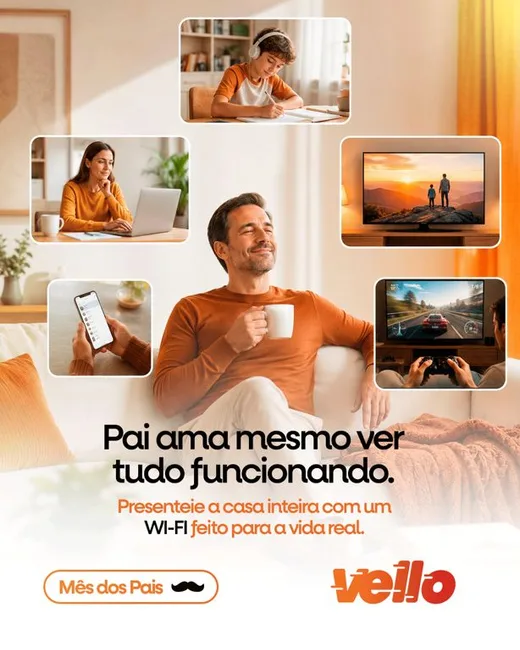 Pai ama mesmo ver
tudo funcionando.
Presenteie a casa inteira com um
WI-FI feito para a vida real.
Mês dos Pais
vello